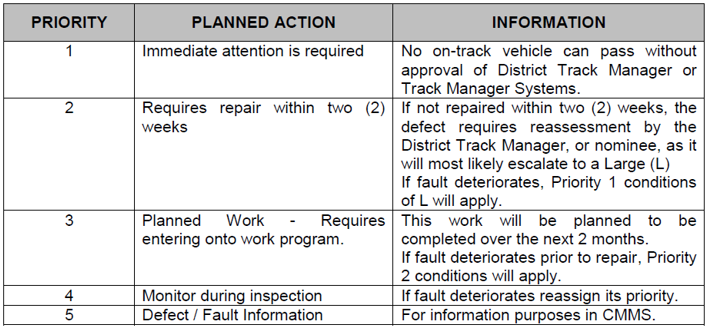 PRIORITY PLANNED ACTION INFORMATION
1 Immediate attention is required No on-track vehicle can pass without
approval of District Track Manager or
Track Manager Systems.
2 Requires repair within two (2) If not repaired within two (2) weeks, the
weeks defect requires reassessment by the
District Track Manager, or nominee, as it
will most likely escalate to a Large (L)
If fault deteriorates, Priority 1 conditions
of L will apply.
3 Planned Work - Requires This work will be planned to be
entering onto work program. completed over the next 2 months.
If fault deteriorates prior to repair, Priority
2 conditions will apply.
4 Monitor during inspection If fault deteriorates reassign its priority.
5 Defect / Fault Information For information purposes in CMMS.